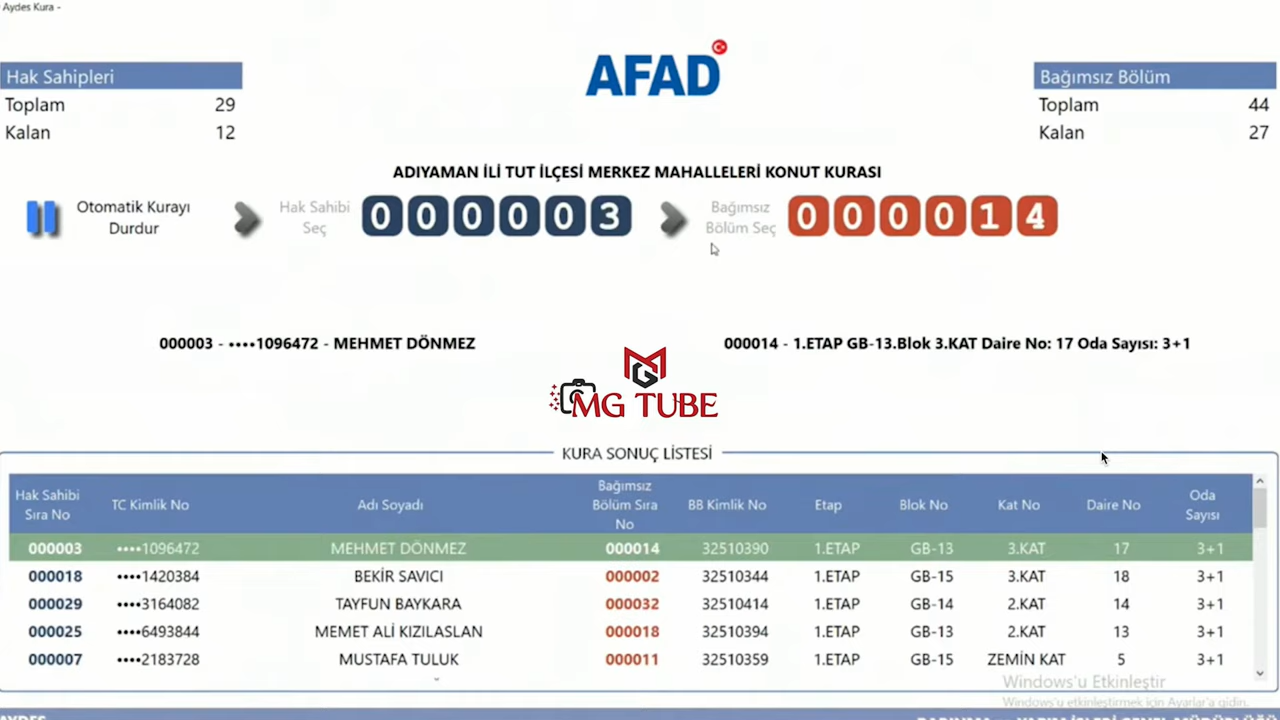 Aydes Kura -
AFAD
Hak Sahipleri
Toplam 29
Kalan 12
Bağımsız Bölüm
Toplam 44
Kalan 27
ADIYAMAN İLİ TUT İLÇESİ MERKEZ MAHALLELERİ KONUT KURASI
Otomatik Kurayı
Durdur
Hak Sahibi
Seç
000003
Bağımsız
Bölüm Seç
000014
000003 - ••••1096472 - MEHMET DÖNMEZ
000014 - 1.ETAP GB-13.Blok 3.KAT Daire No: 17 Oda Sayısı: 3+1
MG TUBE
KURA SONUÇ LİSTESİ
Hak Sahibi Sıra No TC Kimlik No Adı Soyadı Bağımsız Bölüm Sıra No BB Kimlik No Etap Blok No Kat No Daire No Oda Sayısı
000003 ••••1096472 MEHMET DÖNMEZ 000014 32510390 1.ETAP GB-13 3.KAT 17 3+1
000018 ••••1420384 BEKİR SAVICI 000002 32510344 1.ETAP GB-15 3.KAT 18 3+1
000029 ••••3164082 TAYFUN BAYKARA 000032 32510414 1.ETAP GB-14 2.KAT 14 3+1
000025 ••••6493844 MEMET ALİ KIZILASLAN 000018 32510394 1.ETAP GB-13 2.KAT 13 3+1
000007 ••••2183728 MUSTAFA TULUK 000011 32510359 1.ETAP GB-15 ZEMİN KAT 5 3+1
Windows'u Etkinleştir
Windows'u etkinleştirmek için Ayarlar'a gidin.
AYDES